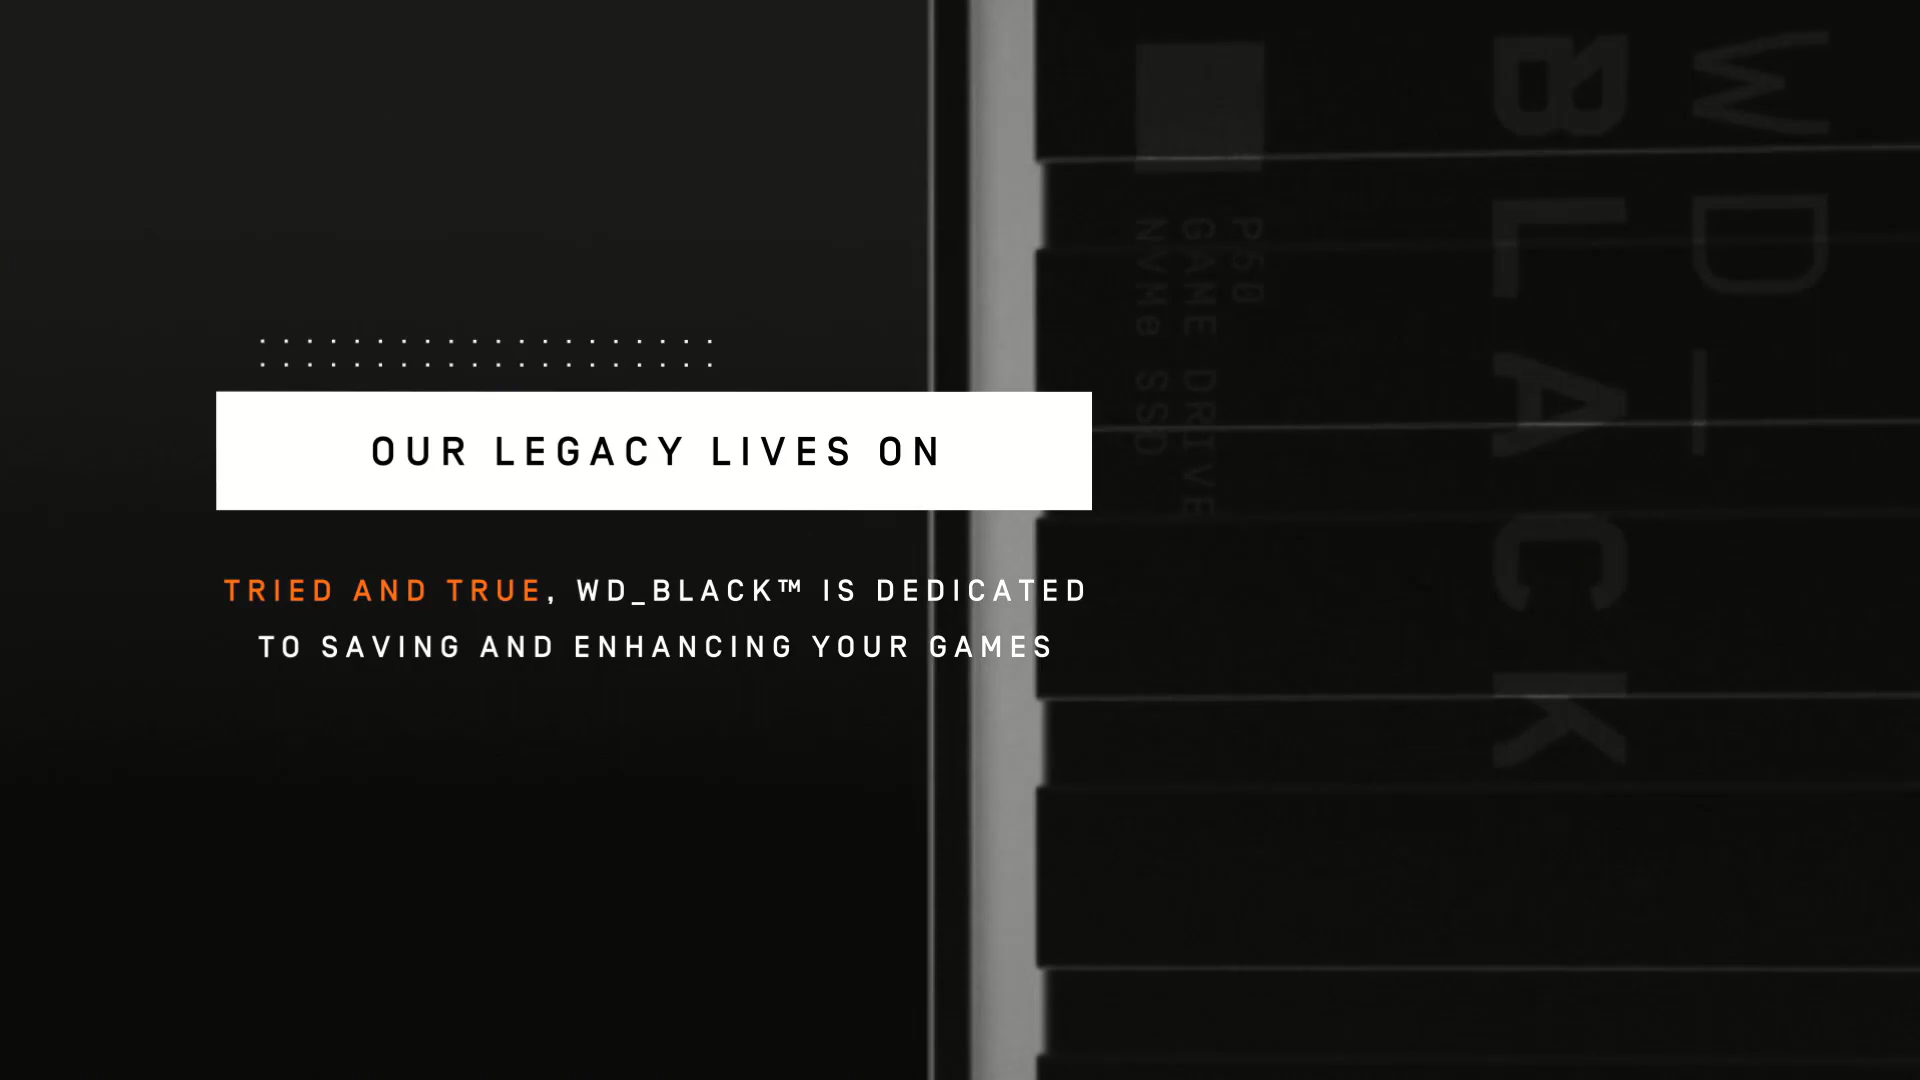 OUR LEGACY LIVES ON
TRIED AND TRUE, WD_BLACK™ IS DEDICATED
TO SAVING AND ENHANCING YOUR GAMES
WD_
BLACK
P50
GAME DRIVE
NVMe SSD